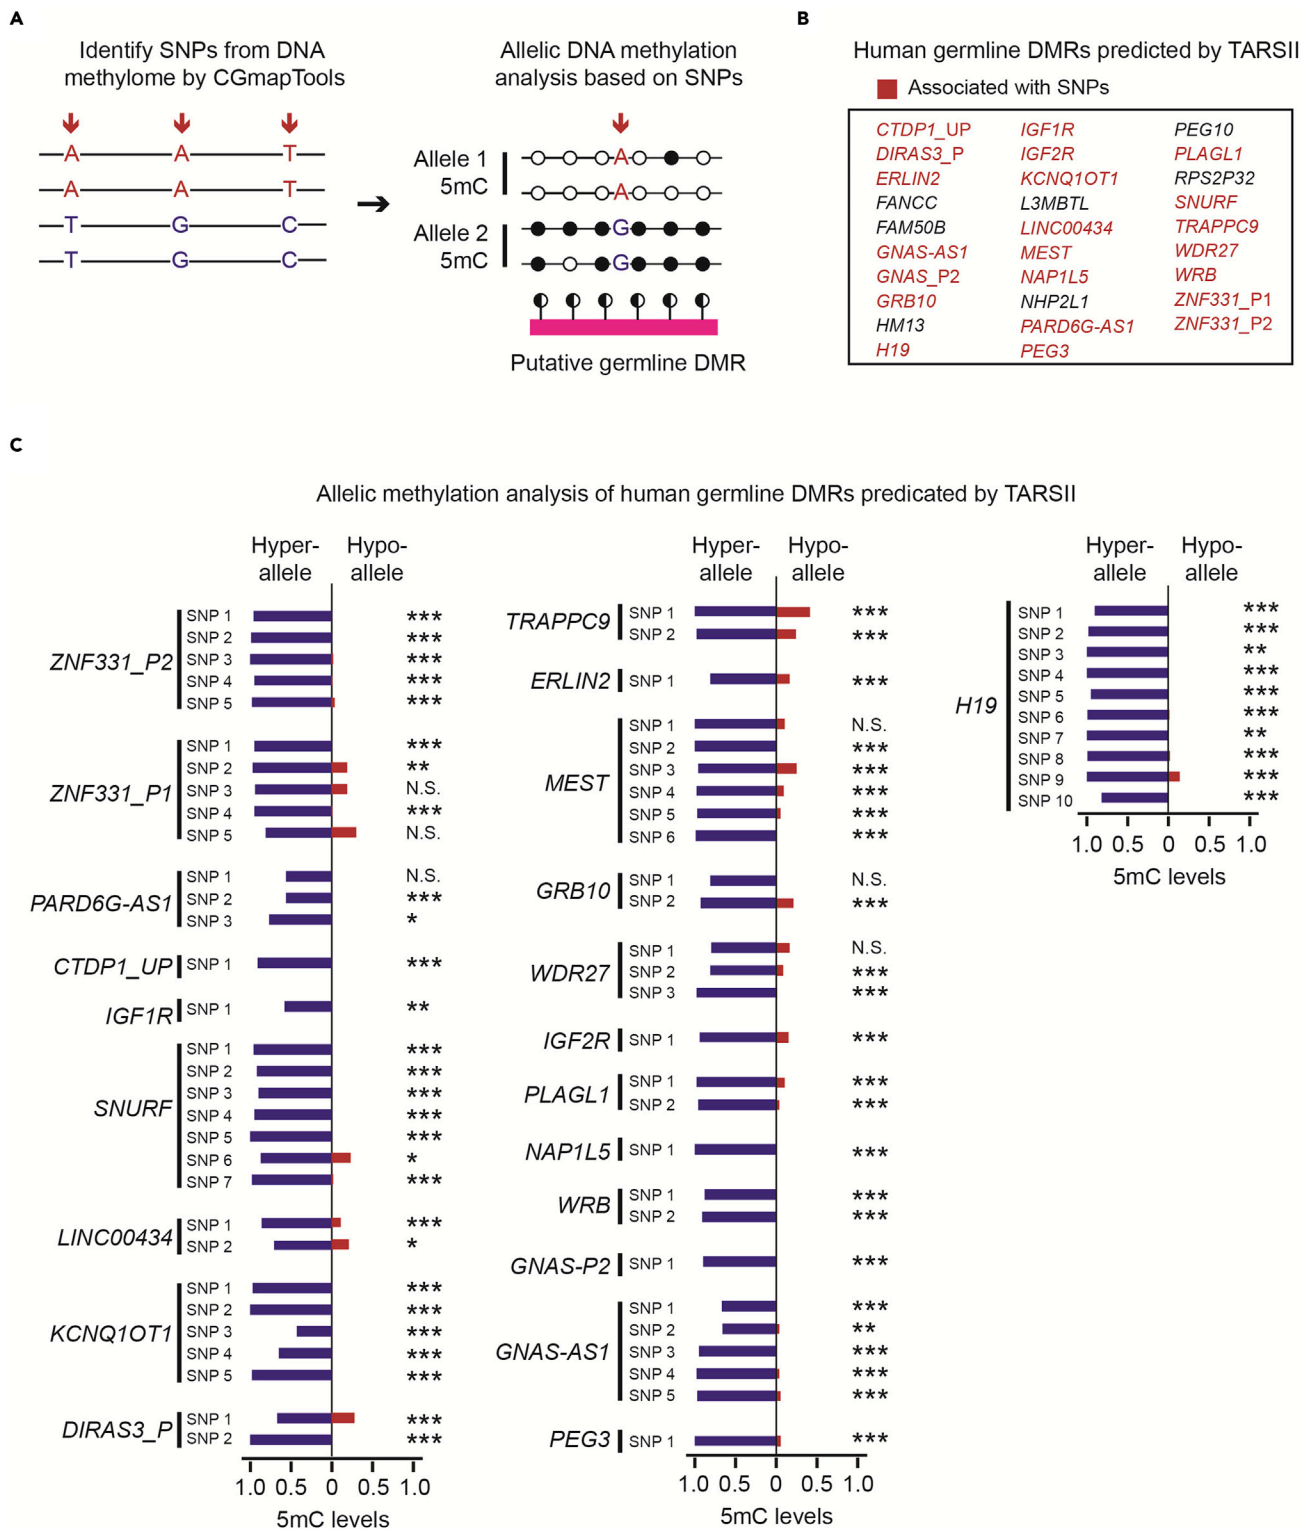 A
Identify SNPs from DNA
methylome by CGmapTools
A A T
A A T
T G C
T G C
Allelic DNA methylation
analysis based on SNPs
Allele 1
5mC
A
A
Allele 2
5mC
G
G
Putative germline DMR
B
Human germline DMRs predicted by TARSII
Associated with SNPs
CTDP1_UP IGF1R PEG10
DIRAS3_P IGF2R PLAGL1
ERLIN2 KCNQ1OT1 RPS2P32
FANCC L3MBTL SNURF
FAM50B LINC00434 TRAPPC9
GNAS-AS1 MEST WDR27
GNAS_P2 NAP1L5 WRB
GRB10 NHP2L1 ZNF331_P1
HM13 PARD6G-AS1 ZNF331_P2
H19 PEG3
C
Allelic methylation analysis of human germline DMRs predicated by TARSII
Hyper-
allele
Hypo-
allele
ZNF331_P2
SNP 1 ***
SNP 2 ***
SNP 3 ***
SNP 4 ***
SNP 5 ***
ZNF331_P1
SNP 1 ***
SNP 2 **
SNP 3 N.S.
SNP 4 ***
SNP 5 N.S.
PARD6G-AS1
SNP 1 N.S.
SNP 2 ***
SNP 3 *
CTDP1_UP
SNP 1 ***
IGF1R
SNP 1 **
SNURF
SNP 1 ***
SNP 2 ***
SNP 3 ***
SNP 4 ***
SNP 5 ***
SNP 6 *
SNP 7 ***
LINC00434
SNP 1 ***
SNP 2 *
KCNQ1OT1
SNP 1 ***
SNP 2 ***
SNP 3 ***
SNP 4 ***
SNP 5 ***
DIRAS3_P
SNP 1 ***
SNP 2 ***
1.0 0.5 0 0.5 1.0
5mC levels
Hyper-
allele
Hypo-
allele
TRAPPC9
SNP 1 ***
SNP 2 ***
ERLIN2
SNP 1 ***
MEST
SNP 1 N.S.
SNP 2 ***
SNP 3 ***
SNP 4 ***
SNP 5 ***
SNP 6 ***
GRB10
SNP 1 N.S.
SNP 2 ***
WDR27
SNP 1 N.S.
SNP 2 ***
SNP 3 ***
IGF2R
SNP 1 ***
PLAGL1
SNP 1 ***
SNP 2 ***
NAP1L5
SNP 1 ***
WRB
SNP 1 ***
SNP 2 ***
GNAS-P2
SNP 1 ***
GNAS-AS1
SNP 1 ***
SNP 2 **
SNP 3 ***
SNP 4 ***
SNP 5 ***
PEG3
SNP 1 ***
1.0 0.5 0 0.5 1.0
5mC levels
Hyper-
allele
Hypo-
allele
H19
SNP 1 ***
SNP 2 ***
SNP 3 **
SNP 4 ***
SNP 5 ***
SNP 6 ***
SNP 7 **
SNP 8 ***
SNP 9 ***
SNP 10 ***
1.0 0.5 0 0.5 1.0
5mC levels